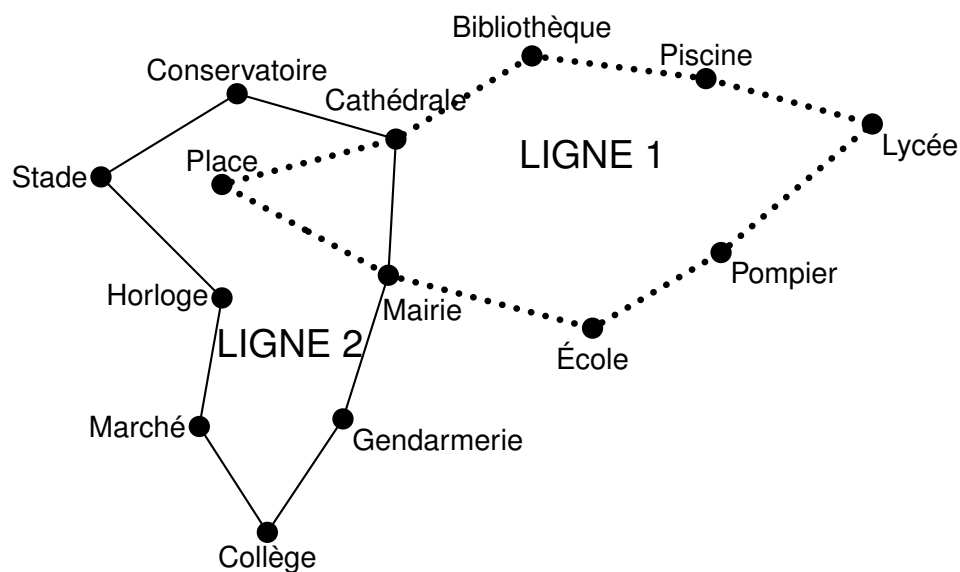 Bibliothèque
Piscine
Conservatoire
Cathédrale
LIGNE 1
Lycée
Place
Stade
Pompier
Horloge
Mairie
LIGNE 2
École
Marché
Gendarmerie
Collège